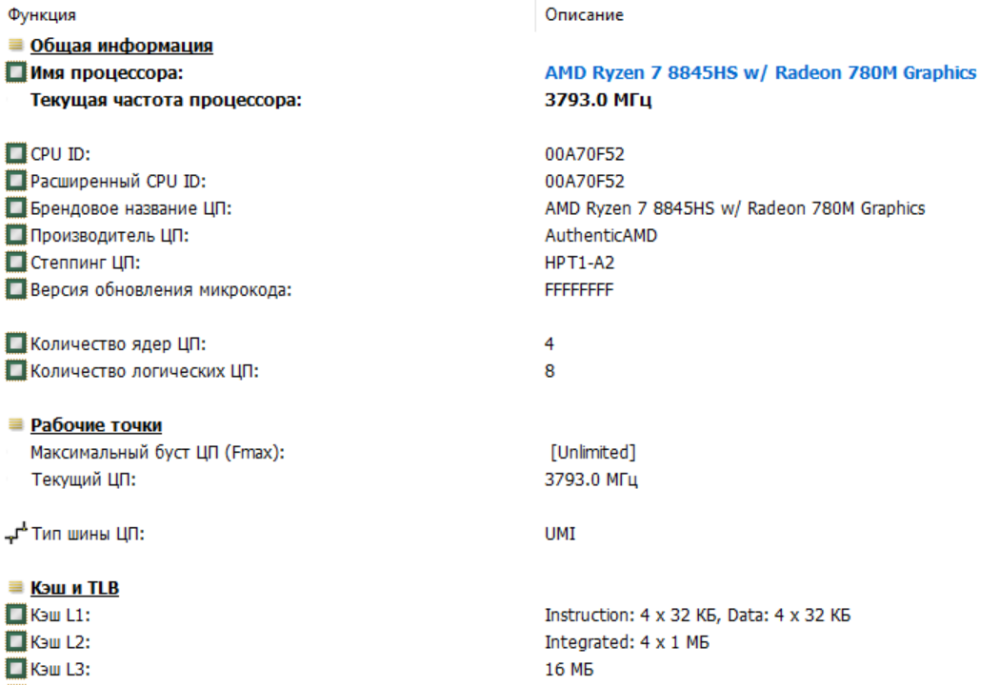 Функция Описание
Общая информация
Имя процессора: AMD Ryzen 7 8845HS w/ Radeon 780M Graphics
Текущая частота процессора: 3793.0 МГц
CPU ID: 00A70F52
Расширенный CPU ID: 00A70F52
Брендовое название ЦП: AMD Ryzen 7 8845HS w/ Radeon 780M Graphics
Производитель ЦП: AuthenticAMD
Степпинг ЦП: HPT1-A2
Версия обновления микрокода: FFFFFFFF
Количество ядер ЦП: 4
Количество логических ЦП: 8
Рабочие точки
Максимальный буст ЦП (Fmax): [Unlimited]
Текущий ЦП: 3793.0 МГц
Тип шины ЦП: UMI
Кэш и TLB
Кэш L1: Instruction: 4 x 32 КБ, Data: 4 x 32 КБ
Кэш L2: Integrated: 4 x 1 МБ
Кэш L3: 16 МБ